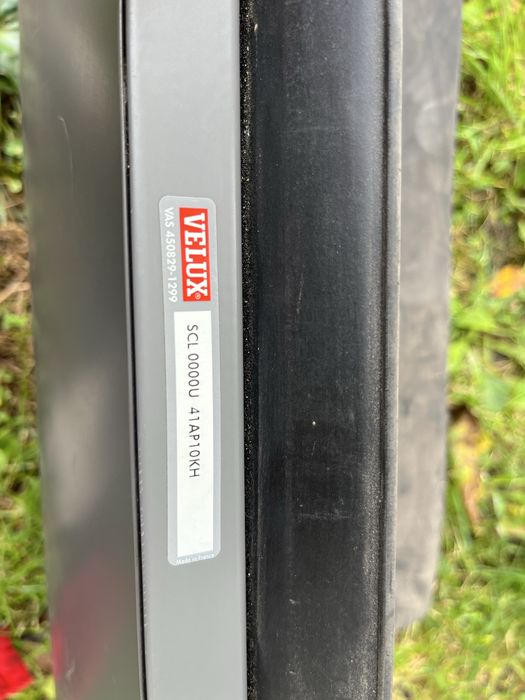 VELUX®
VAS 450829-1299
SCL 0000U 41AP10KH
Made in France